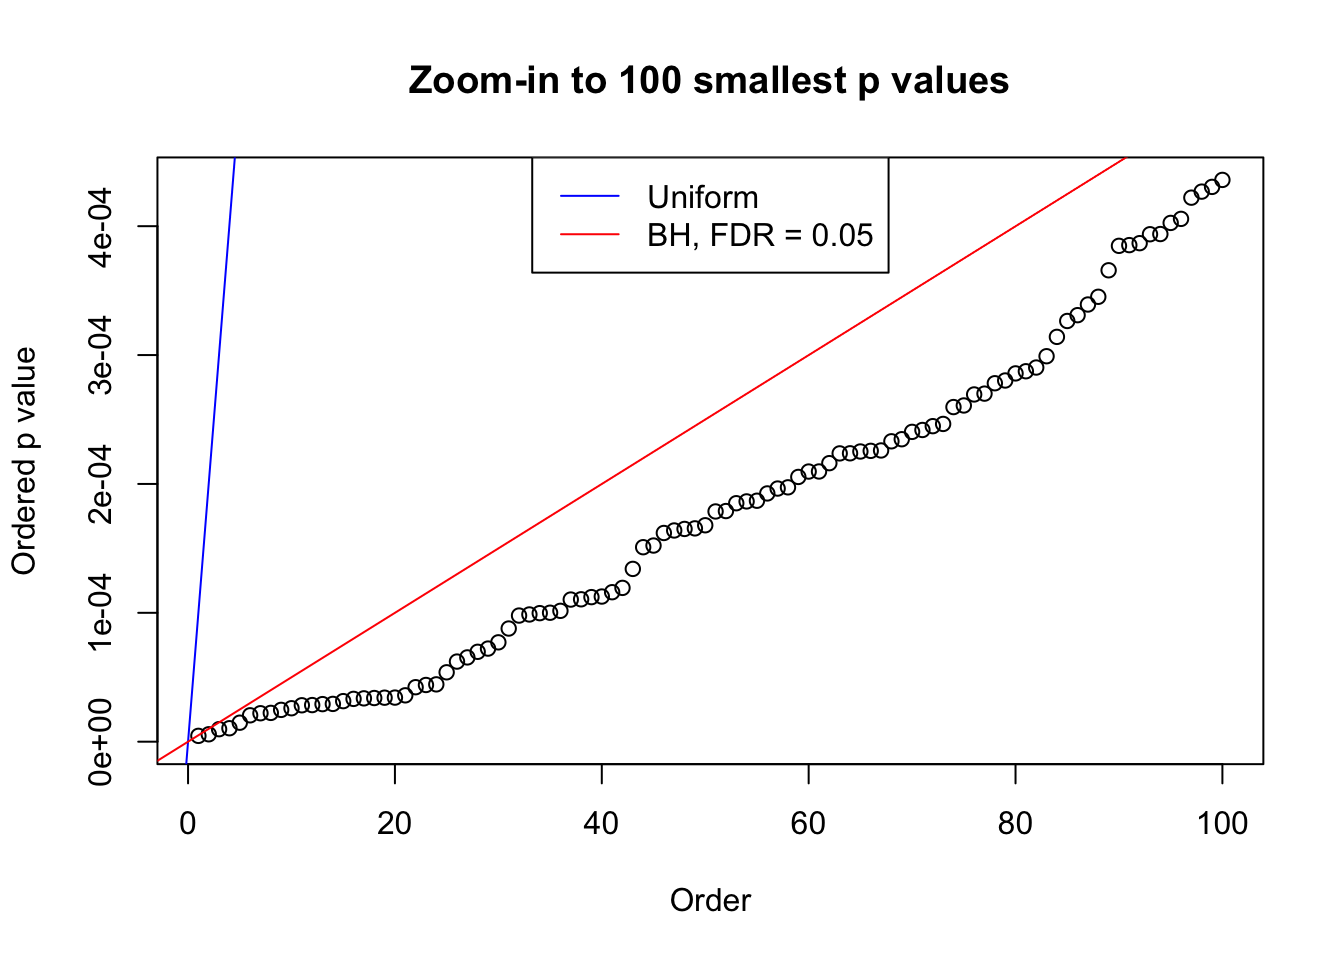 Zoom-in to 100 smallest p values
Uniform
BH, FDR = 0.05
Ordered p value
4e-04
3e-04
2e-04
1e-04
0e+00
0 20 40 60 80 100
Order